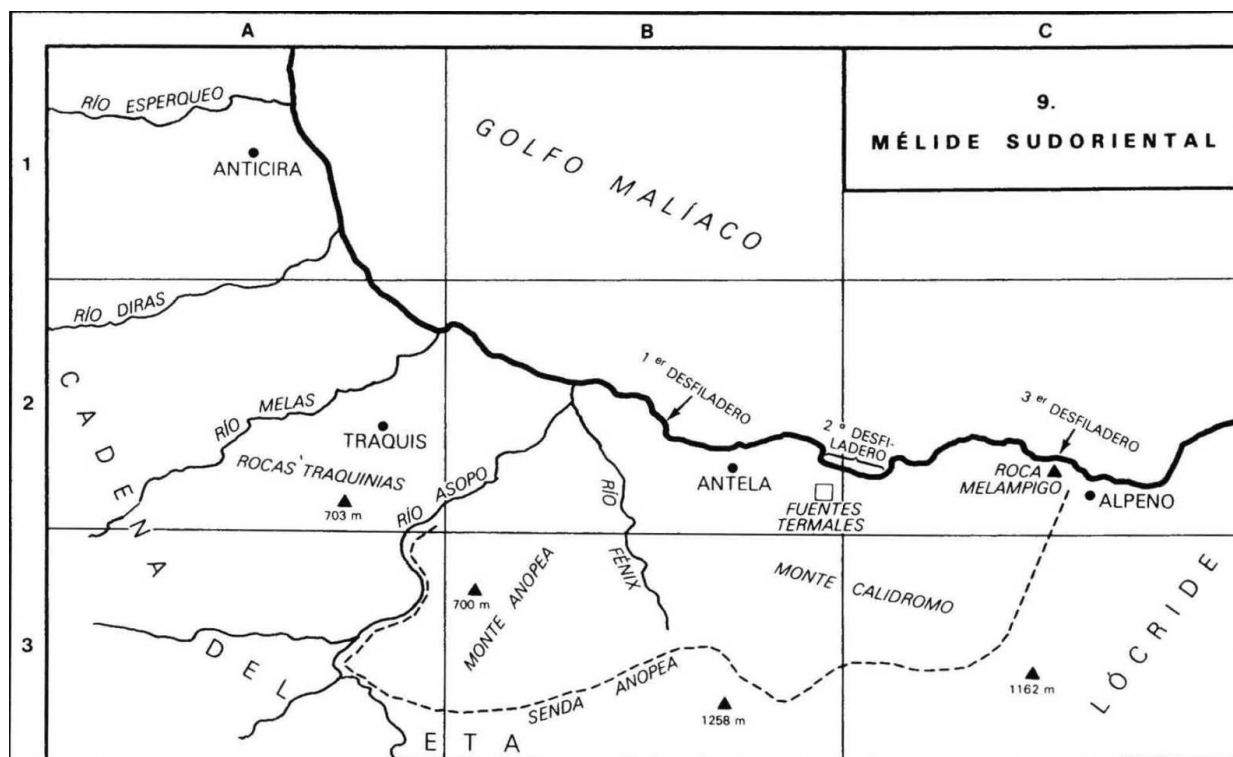 A
B
C
1
2
3
9.
MÉLIDE SUDORIENTAL
RÍO ESPERQUEO
ANTICIRA
GOLFO MALÍACO
RÍO DIRAS
CADENA
DEL
ETA
RÍO MELAS
TRAQUIS
ROCAS TRAQUINIAS
703 m
RÍO ASOPO
RÍO FÉNIX
1er DESFILADERO
ANTELA
2º DESFI-
LADERO
FUENTES
TERMALES
3er DESFILADERO
ROCA
MELAMPIGO
ALPENO
700 m
MONTE ANOPEA
MONTE CALIDROMO
SENDA ANOPEA
1258 m
1162 m
LÓCRIDE